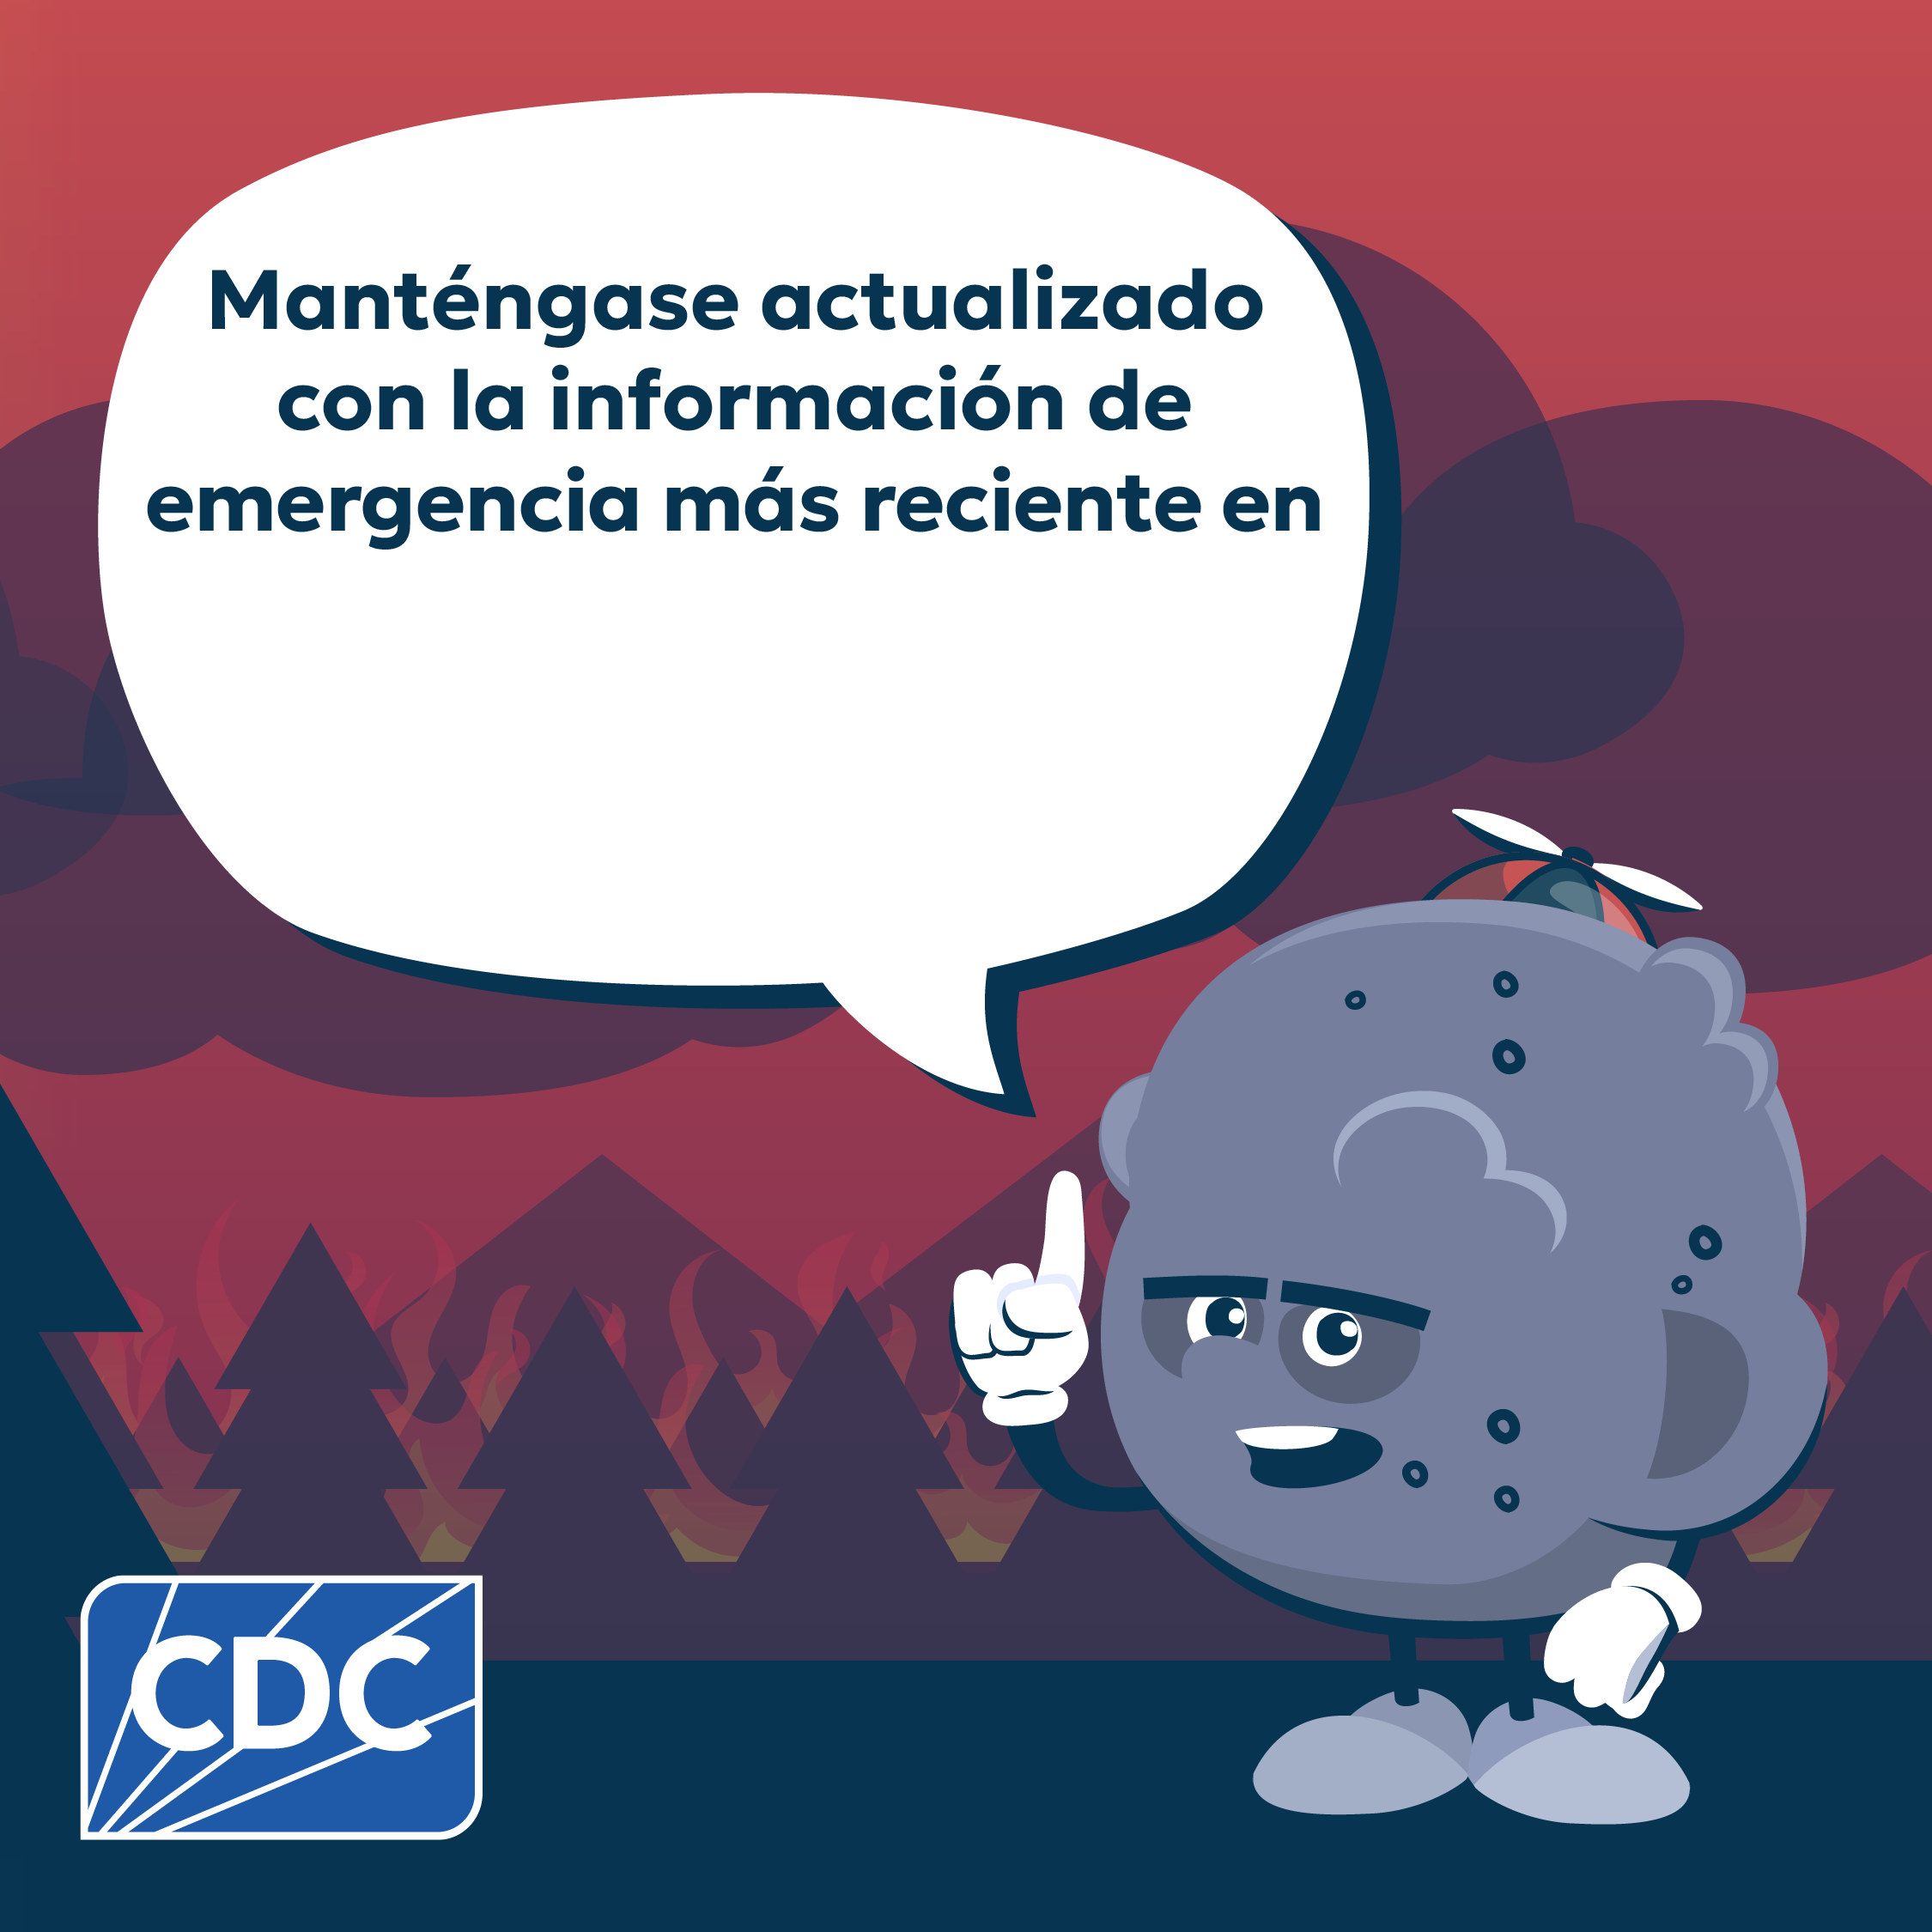 Manténgase actualizado
con la información de
emergencia más reciente en
CDC